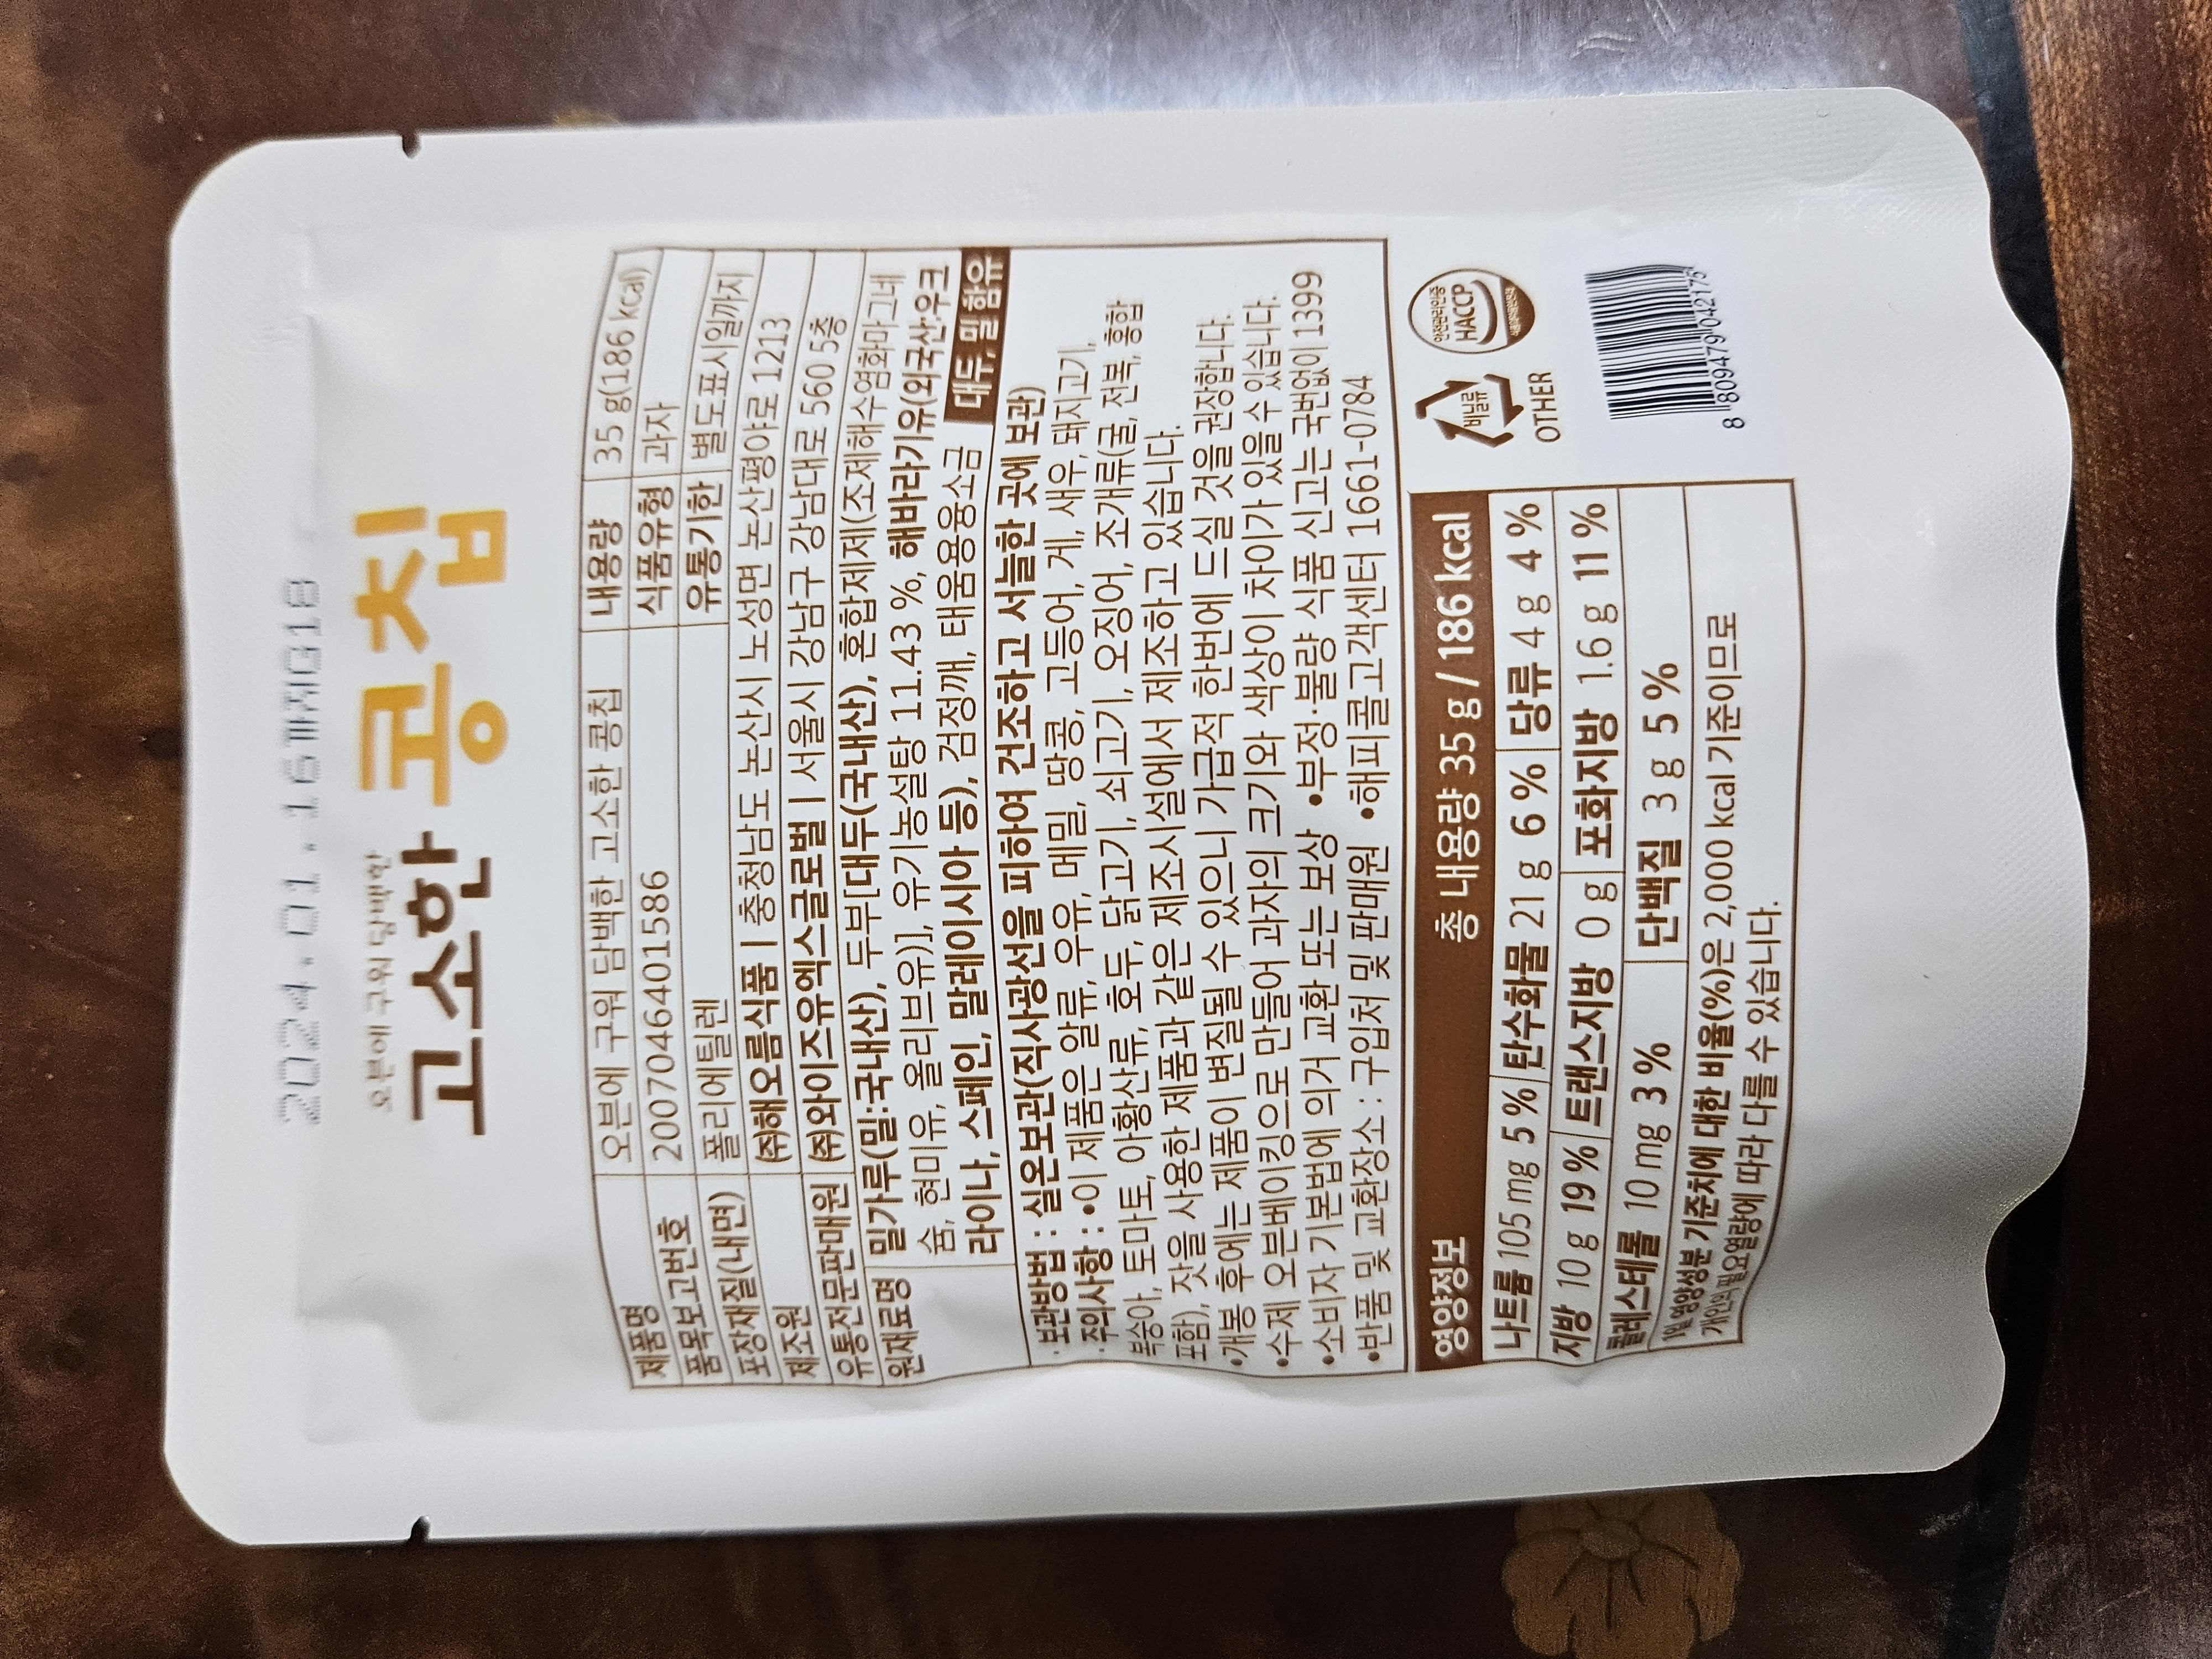 2024.01.16까지G1B
오븐에 구워 담백한
고소한 콩칩
제품명 오븐에 구워 담백한 고소한 콩칩 내용량 35 g(186 kcal)
품목보고번호 20070466401586 식품유형 과자
포장재질(내면) 폴리에틸렌 유통기한 별도표시일까지
제조원 ㈜해오름식품 | 충청남도 논산시 노성면 논산평야로 1213
유통전문판매원 ㈜와이즈유엑스글로벌 | 서울시 강남구 강남대로 560 5층
원재료명 밀가루(밀:국내산), 두부[대두(국내산), 혼합제제(조제해수염화마그네
슘, 현미유, 올리브유)], 유기농설탕 11.43 %, 해바라기유(외국산:우크
라이나, 스페인, 말레이시아 등), 검정깨, 태움용융소금 대두, 밀 함유
· 보관방법 : 실온보관(직사광선을 피하여 건조하고 서늘한 곳에 보관)
· 주의사항 : •이 제품은 알류, 우유, 메밀, 땅콩, 고등어, 게, 새우, 돼지고기,
복숭아, 토마토, 아황산류, 호두, 닭고기, 쇠고기, 오징어, 조개류(굴, 전복, 홍합
포함), 잣을 사용한 제품과 같은 제조시설에서 제조하고 있습니다.
•개봉 후에는 제품이 변질될 수 있으니 가급적 한번에 드실 것을 권장합니다.
•수제 오븐베이킹으로 만들어 과자의 크기와 색상이 차이가 있을 수 있습니다.
•소비자 기본법에 의거 교환 또는 보상 •부정·불량 식품 신고는 국번없이 1399
•반품 및 교환장소 : 구입처 및 판매원 •해피콜고객센터 1661-0784
영양정보 총 내용량 35 g / 186 kcal
나트륨 105 mg 5 % 탄수화물 21 g 6 % 당류 4 g 4 %
지방 10 g 19 % 트랜스지방 0 g 포화지방 1.6 g 11 %
콜레스테롤 10 mg 3 % 단백질 3 g 5 %
1일 영양성분 기준치에 대한 비율(%)은 2,000 kcal 기준이므로
개인의 필요열량에 따라 다를 수 있습니다.
비닐류
OTHER
안전관리인증
HACCP
8 809479 042175